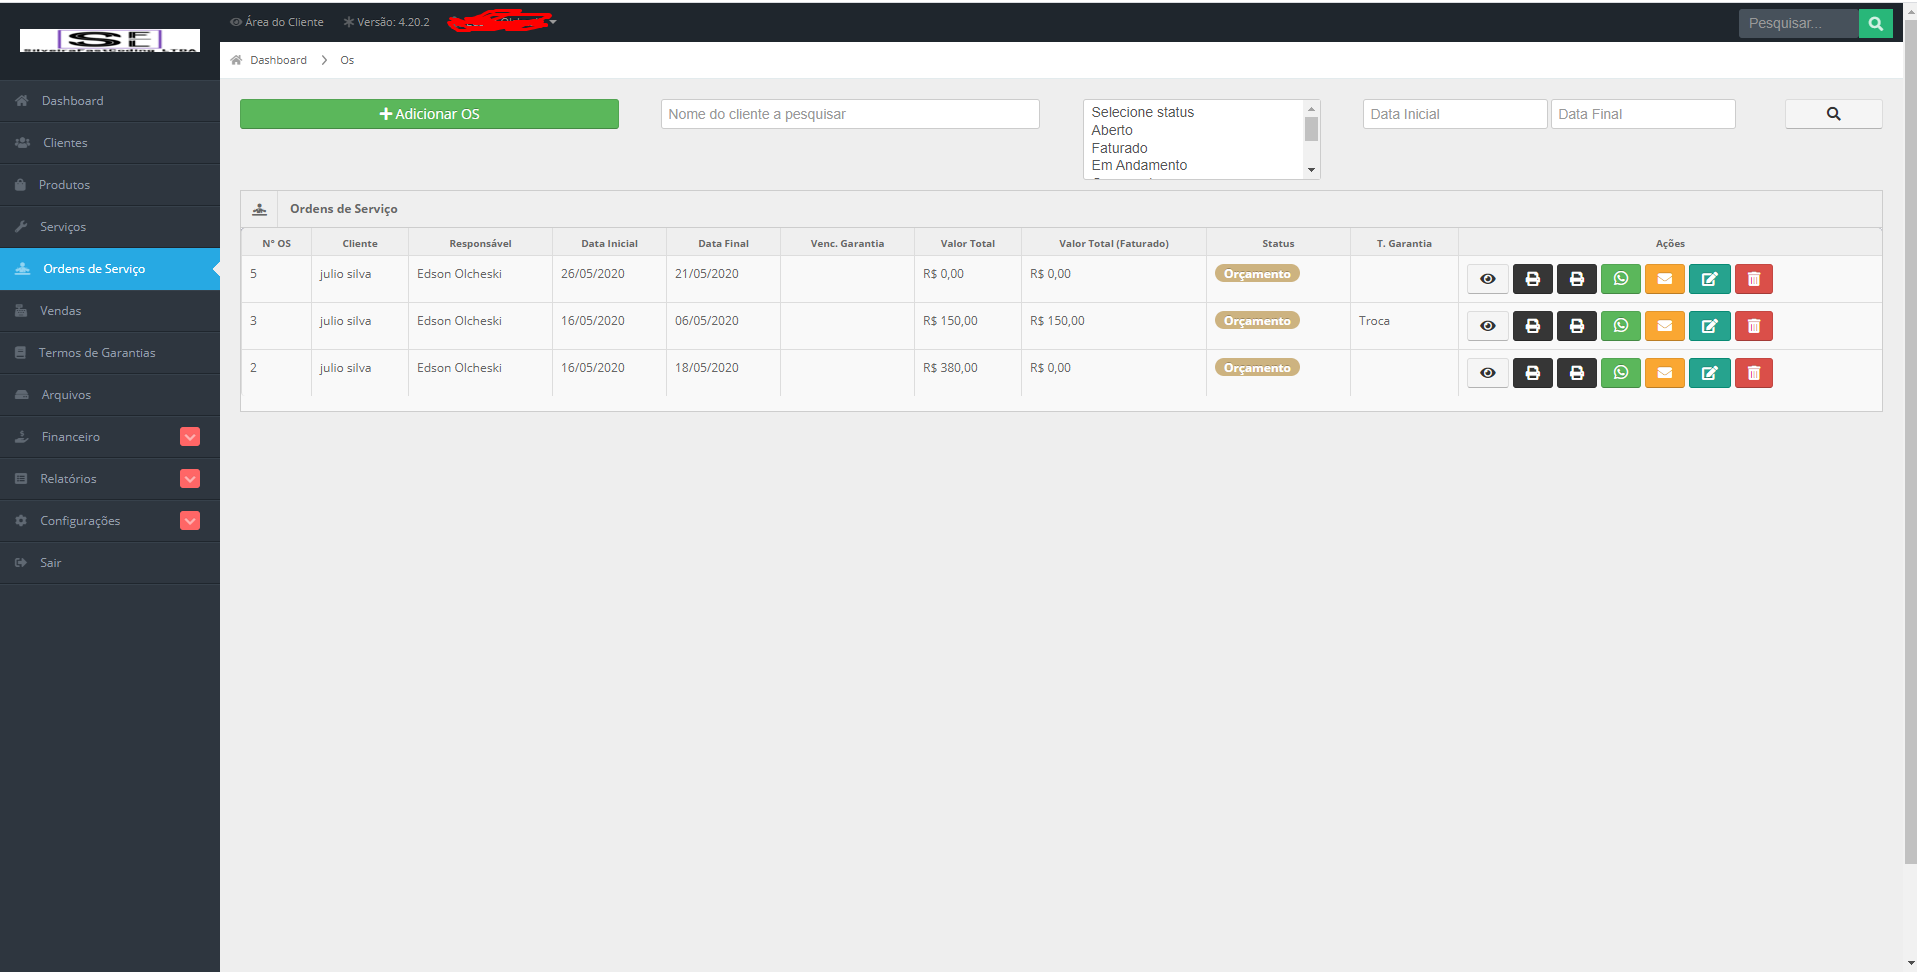 Área do Cliente
Versão: 4.20.2
Pesquisar...
SE
Dashboard
Os
Dashboard
Clientes
Produtos
Serviços
Ordens de Serviço
Vendas
Termos de Garantias
Arquivos
Financeiro
Relatórios
Configurações
Sair
Adicionar OS
Nome do cliente a pesquisar
Selecione status
Aberto
Faturado
Em Andamento
Data Inicial
Data Final
Ordens de Serviço
N° OS Cliente Responsável Data Inicial Data Final Venc. Garantia Valor Total Valor Total (Faturado) Status T. Garantia Ações
5 julio silva Edson Olcheski 26/05/2020 21/05/2020 R$ 0,00 R$ 0,00 Orçamento
3 julio silva Edson Olcheski 16/05/2020 06/05/2020 R$ 150,00 R$ 150,00 Orçamento Troca
2 julio silva Edson Olcheski 16/05/2020 18/05/2020 R$ 380,00 R$ 0,00 Orçamento